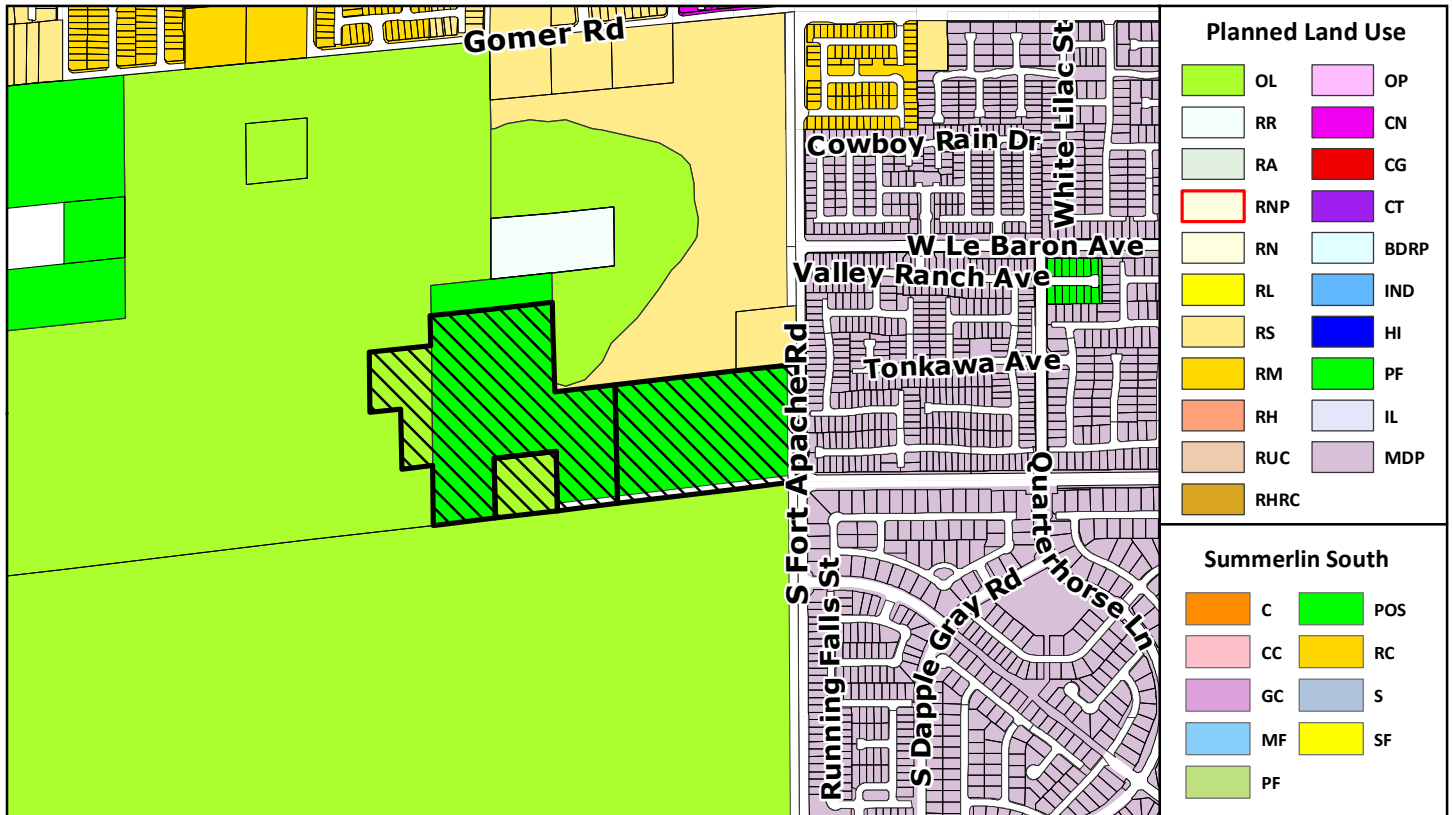 Gomer Rd
White Lilac St
Cowboy Rain Dr
W Le Baron Ave
Valley Ranch Ave
Tonkawa Ave
S Fort Apache Rd
Quarterhorse Ln
S Dapple Gray Rd
Running Falls St
Planned Land Use
OL
RR
RA
RNP
RN
RL
RS
RM
RH
RUC
RHRC
OP
CN
CG
CT
BDRP
IND
HI
PF
IL
MDP
Summerlin South
C
CC
GC
MF
PF
POS
RC
S
SF